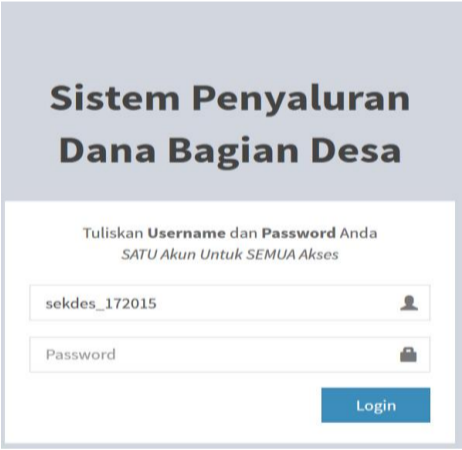 Sistem Penyaluran
Dana Bagian Desa
Tuliskan Username dan Password Anda
SATU Akun Untuk SEMUA Akses
sekdes_172015
Password
Login